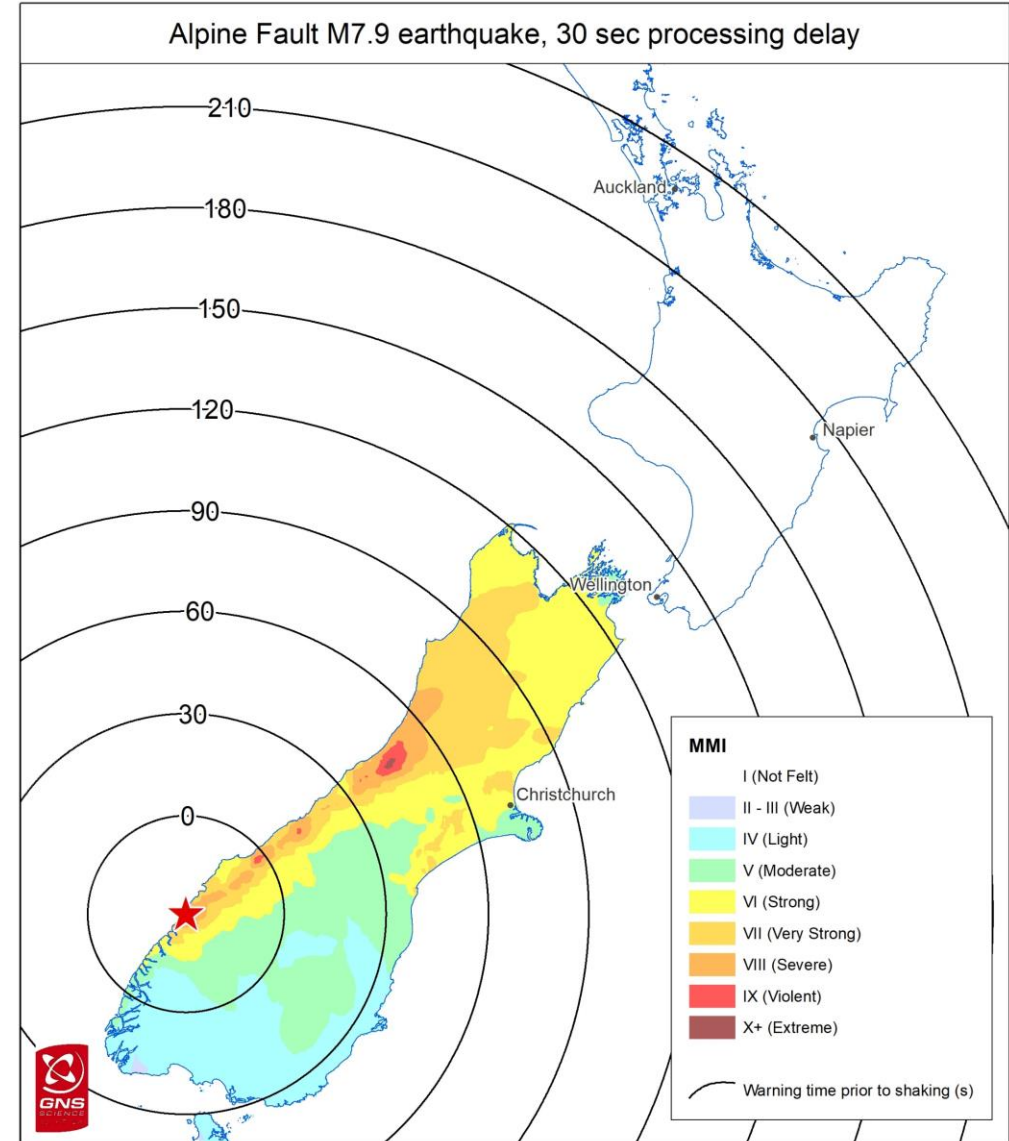 Alpine Fault M7.9 earthquake, 30 sec processing delay
210
Auckland
180
150
120
Napier
90
Wellington
60
30
MMI
I (Not Felt)
Christchurch
II - III (Weak)
0
IV (Light)
V (Moderate)
VI (Strong)
VII (Very Strong)
VIII (Severe)
IX (Violent)
X+ (Extreme)
Warning time prior to shaking (s)
GNS
SCIENCE